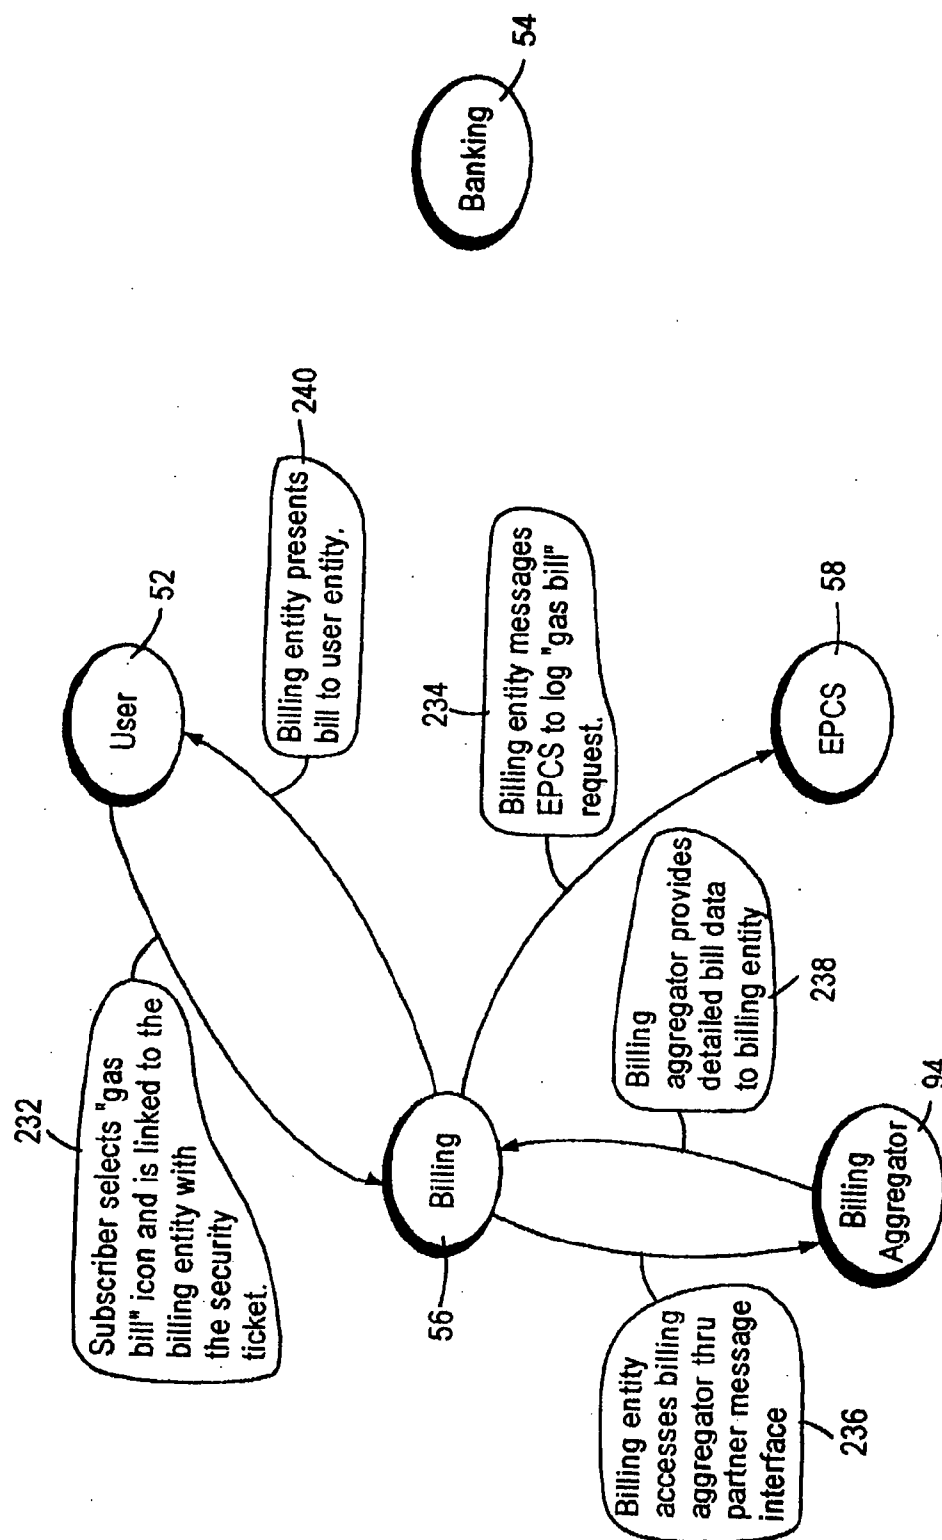 232
Subscriber selects "gas
bill" icon and is linked to the
billing entity with
the security
ticket.
User
52
Billing entity presents
bill to user entity.
240
Banking
54
Billing
56
234
Billing entity messages
EPCS to log "gas bill"
request.
Billing entity
accesses billing
aggregator thru
partner message
interface
236
Billing
aggregator provides
detailed bill data
to billing entity
238
EPCS
58
Billing
Aggregator
94